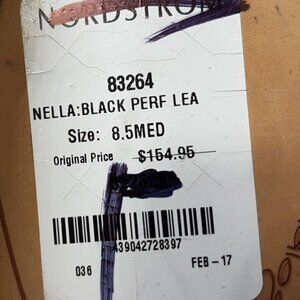 NORDSTROM
83264
NELLA:BLACK PERF LEA
Size: 8.5MED
Original Price $154.95
439042728397
036 FEB-17